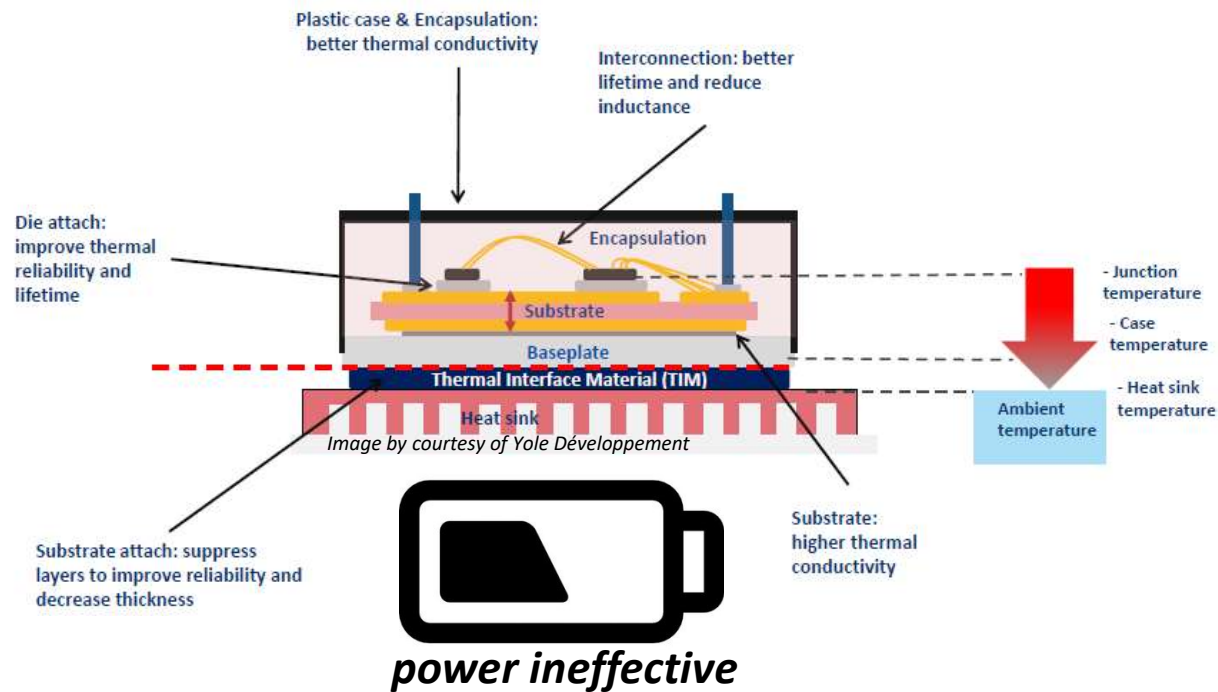 Plastic case & Encapsulation:
better thermal conductivity
Interconnection: better
lifetime and reduce
inductance
Die attach:
improve thermal
reliability and
lifetime
Encapsulation
Substrate
Baseplate
Thermal Interface Material (TIM)
Heat sink
Image by courtesy of Yole Développement
- Junction
temperature
- Case
temperature
- Heat sink
temperature
Ambient
temperature
Substrate attach: suppress
layers to improve reliability and
decrease thickness
Substrate:
higher thermal
conductivity
power ineffective